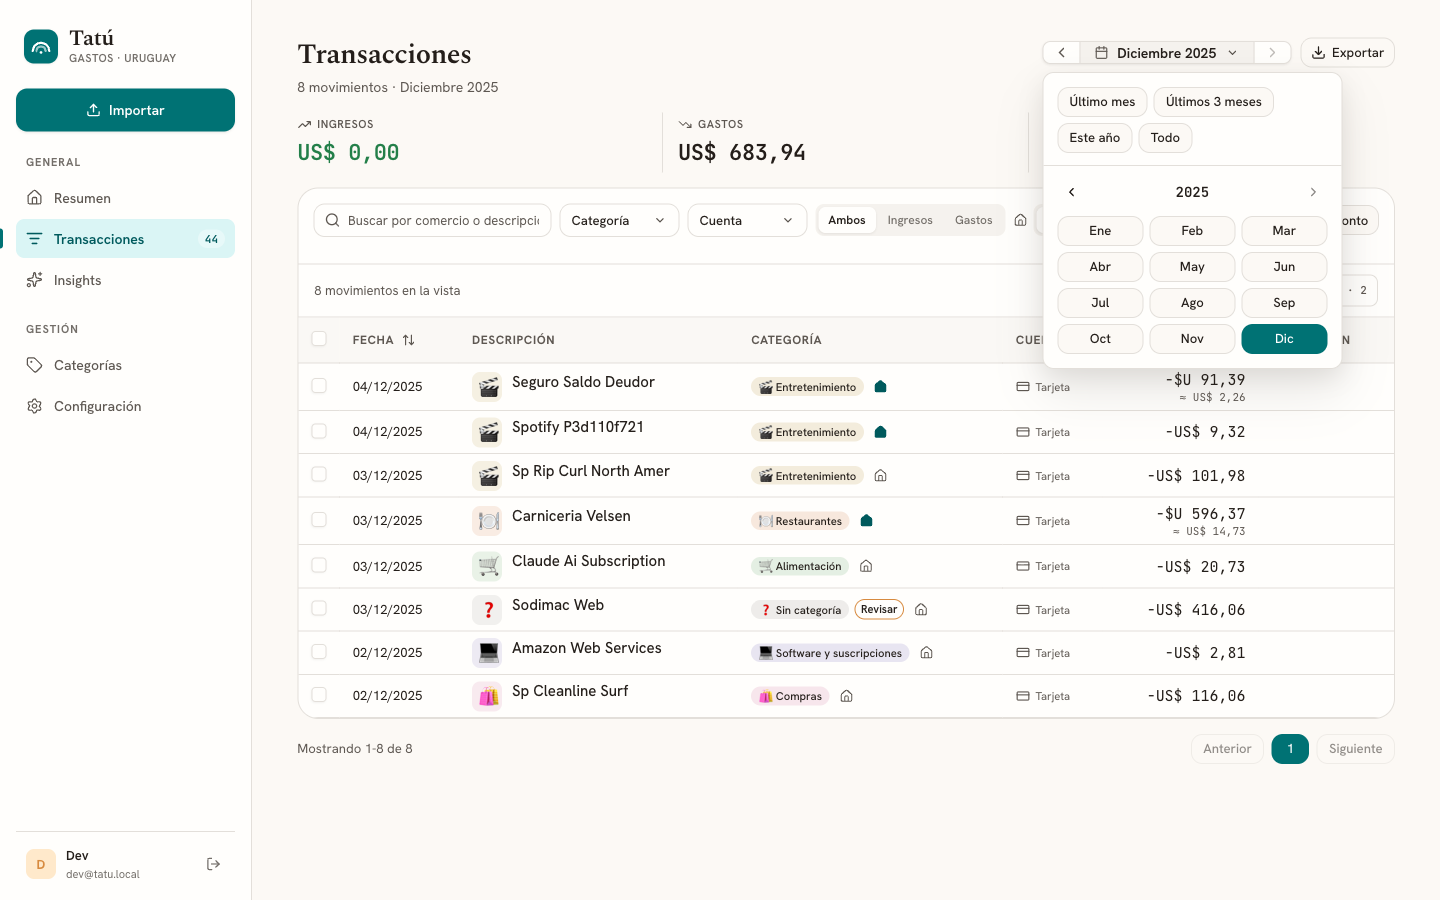 Tatú
GASTOS · URUGUAY
Importar
GENERAL
Resumen
Transacciones 44
Insights
GESTIÓN
Categorías
Configuración
D
Dev
dev@tatu.local
Transacciones
8 movimientos · Diciembre 2025
Diciembre 2025
Exportar
INGRESOS
US$ 0,00
GASTOS
US$ 683,94
Último mes Últimos 3 meses
Este año Todo
2025
Ene Feb Mar
Abr May Jun
Jul Ago Sep
Oct Nov Dic
Buscar por comercio o descripci Categoría Cuenta Ambos Ingresos Gastos onto
8 movimientos en la vista · 2
FECHA DESCRIPCIÓN CATEGORÍA CUE N
04/12/2025 Seguro Saldo Deudor Entretenimiento Tarjeta -$U 91,39
≈ US$ 2,26
04/12/2025 Spotify P3d110f721 Entretenimiento Tarjeta -US$ 9,32
03/12/2025 Sp Rip Curl North Amer Entretenimiento Tarjeta -US$ 101,98
03/12/2025 Carniceria Velsen Restaurantes Tarjeta -$U 596,37
≈ US$ 14,73
03/12/2025 Claude Ai Subscription Alimentación Tarjeta -US$ 20,73
03/12/2025 Sodimac Web Sin categoría Revisar Tarjeta -US$ 416,06
02/12/2025 Amazon Web Services Software y suscripciones Tarjeta -US$ 2,81
02/12/2025 Sp Cleanline Surf Compras Tarjeta -US$ 116,06
Mostrando 1-8 de 8
Anterior 1 Siguiente